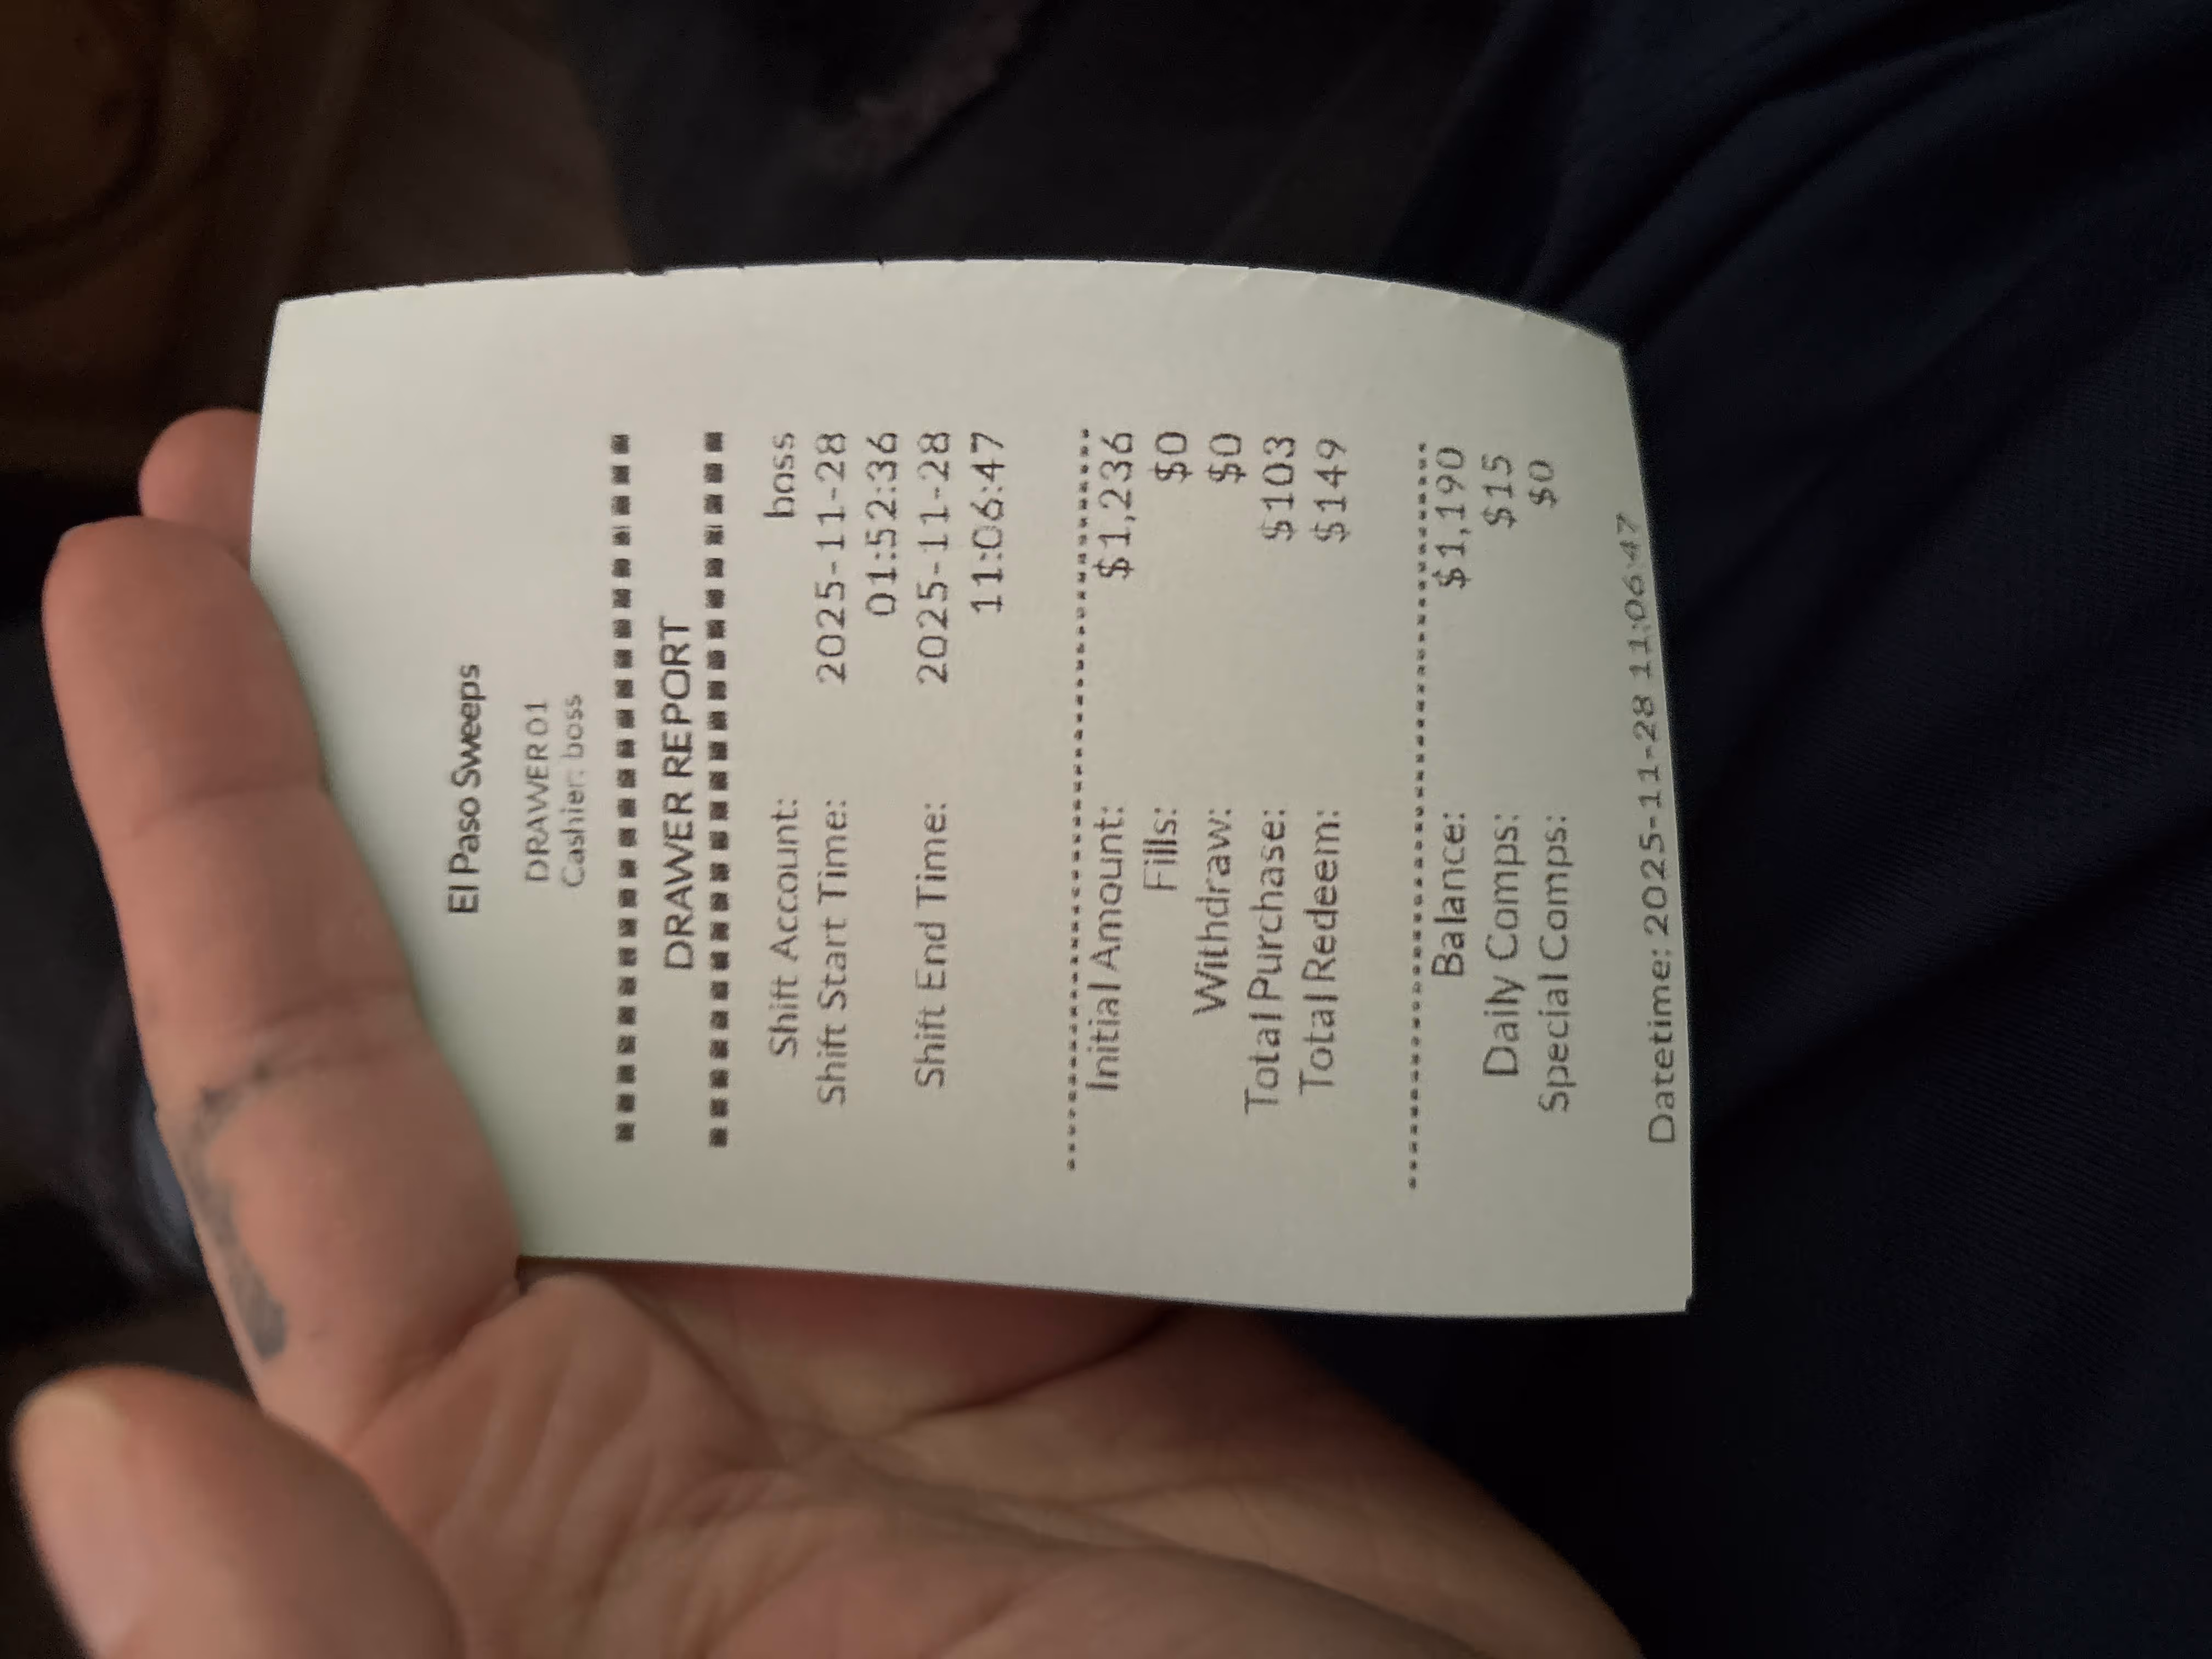 El Paso Sweeps
DRAWER01
Cashier: boss
DRAWER REPORT
Shift Account: boss
Shift Start Time: 2025-11-28
01:52:36
Shift End Time: 2025-11-28
11:06:47
Initial Amount: $1,236
Fills: $0
Withdraw: $0
Total Purchase: $103
Total Redeem: $149
Balance: $1,190
Daily Comps: $15
Special Comps: $0
Datetime: 2025-11-28 11:06:47